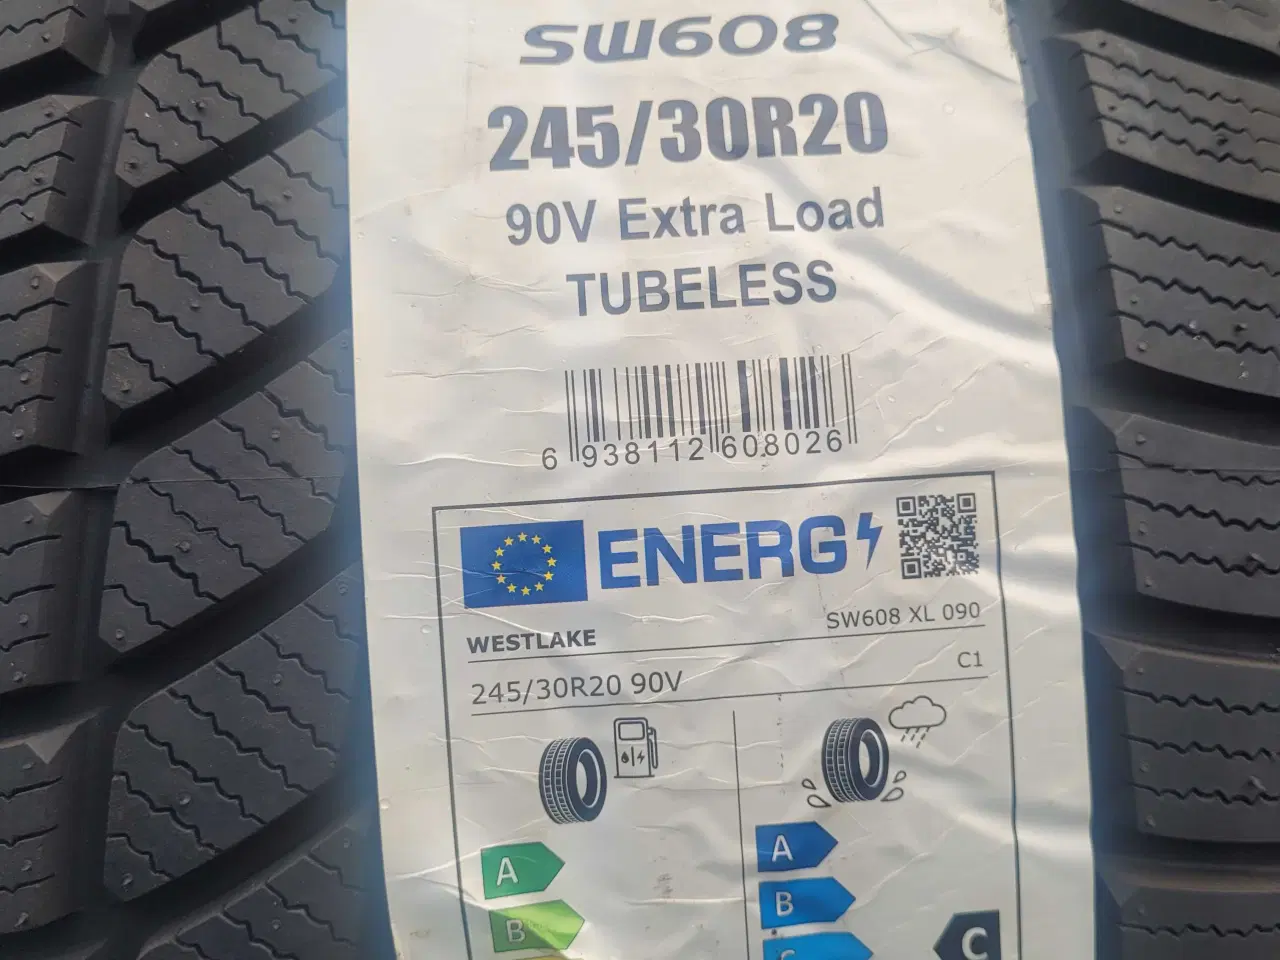 SW608
245/30R20
90V Extra Load
TUBELESS
6 938112 608026
ENERG
WESTLAKE
SW608 XL 090
245/30R20 90V
C1
A
A
B
B
C
C